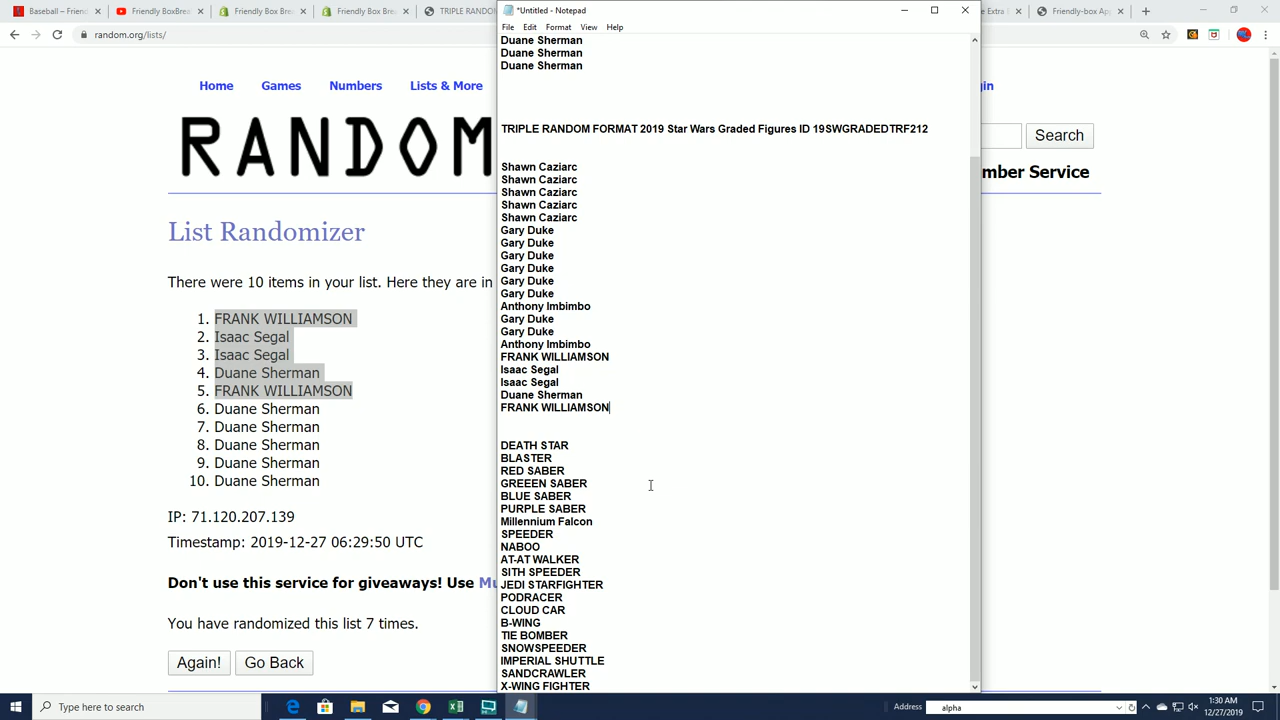 Baseball – Friend
Friendly BoxBree
Friendly Box Bro
Friendly Box Bre
TRIPLE RANDOM
*Untitled - Notepad
e Extra
Friendly-box App
random.org/lists/
File Edit Format View Help
Duane Sherman
Duane Sherman
Duane Sherman
Home Games Numbers Lists & More
gin
RANDOM
Search
mber Service
TRIPLE RANDOM FORMAT 2019 Star Wars Graded Figures ID 19SWGRADEDTRF212
Shawn Caziarc
Shawn Caziarc
Shawn Caziarc
Shawn Caziarc
Shawn Caziarc
Gary Duke
Gary Duke
Gary Duke
Gary Duke
Gary Duke
Gary Duke
Anthony Imbimbo
Gary Duke
Gary Duke
Anthony Imbimbo
FRANK WILLIAMSON
Isaac Segal
Isaac Segal
Duane Sherman
FRANK WILLIAMSON
DEATH STAR
BLASTER
RED SABER
GREEEN SABER
BLUE SABER
PURPLE SABER
Millennium Falcon
SPEEDER
NABOO
AT-AT WALKER
SITH SPEEDER
JEDI STARFIGHTER
PODRACER
CLOUD CAR
B-WING
TIE BOMBER
SNOWSPEEDER
IMPERIAL SHUTTLE
SANDCRAWLER
X-WING FIGHTER
List Randomizer
There were 10 items in your list. Here they are in
1. FRANK WILLIAMSON
2. Isaac Segal
3. Isaac Segal
4. Duane Sherman
5. FRANK WILLIAMSON
6. Duane Sherman
7. Duane Sherman
8. Duane Sherman
9. Duane Sherman
10. Duane Sherman
IP: 71.120.207.139
Timestamp: 2019-12-27 06:29:50 UTC
Don't use this service for giveaways! Use Mu
You have randomized this list 7 times.
Again! Go Back
Type here to search
Address alpha
1:30 AM
12/27/2019